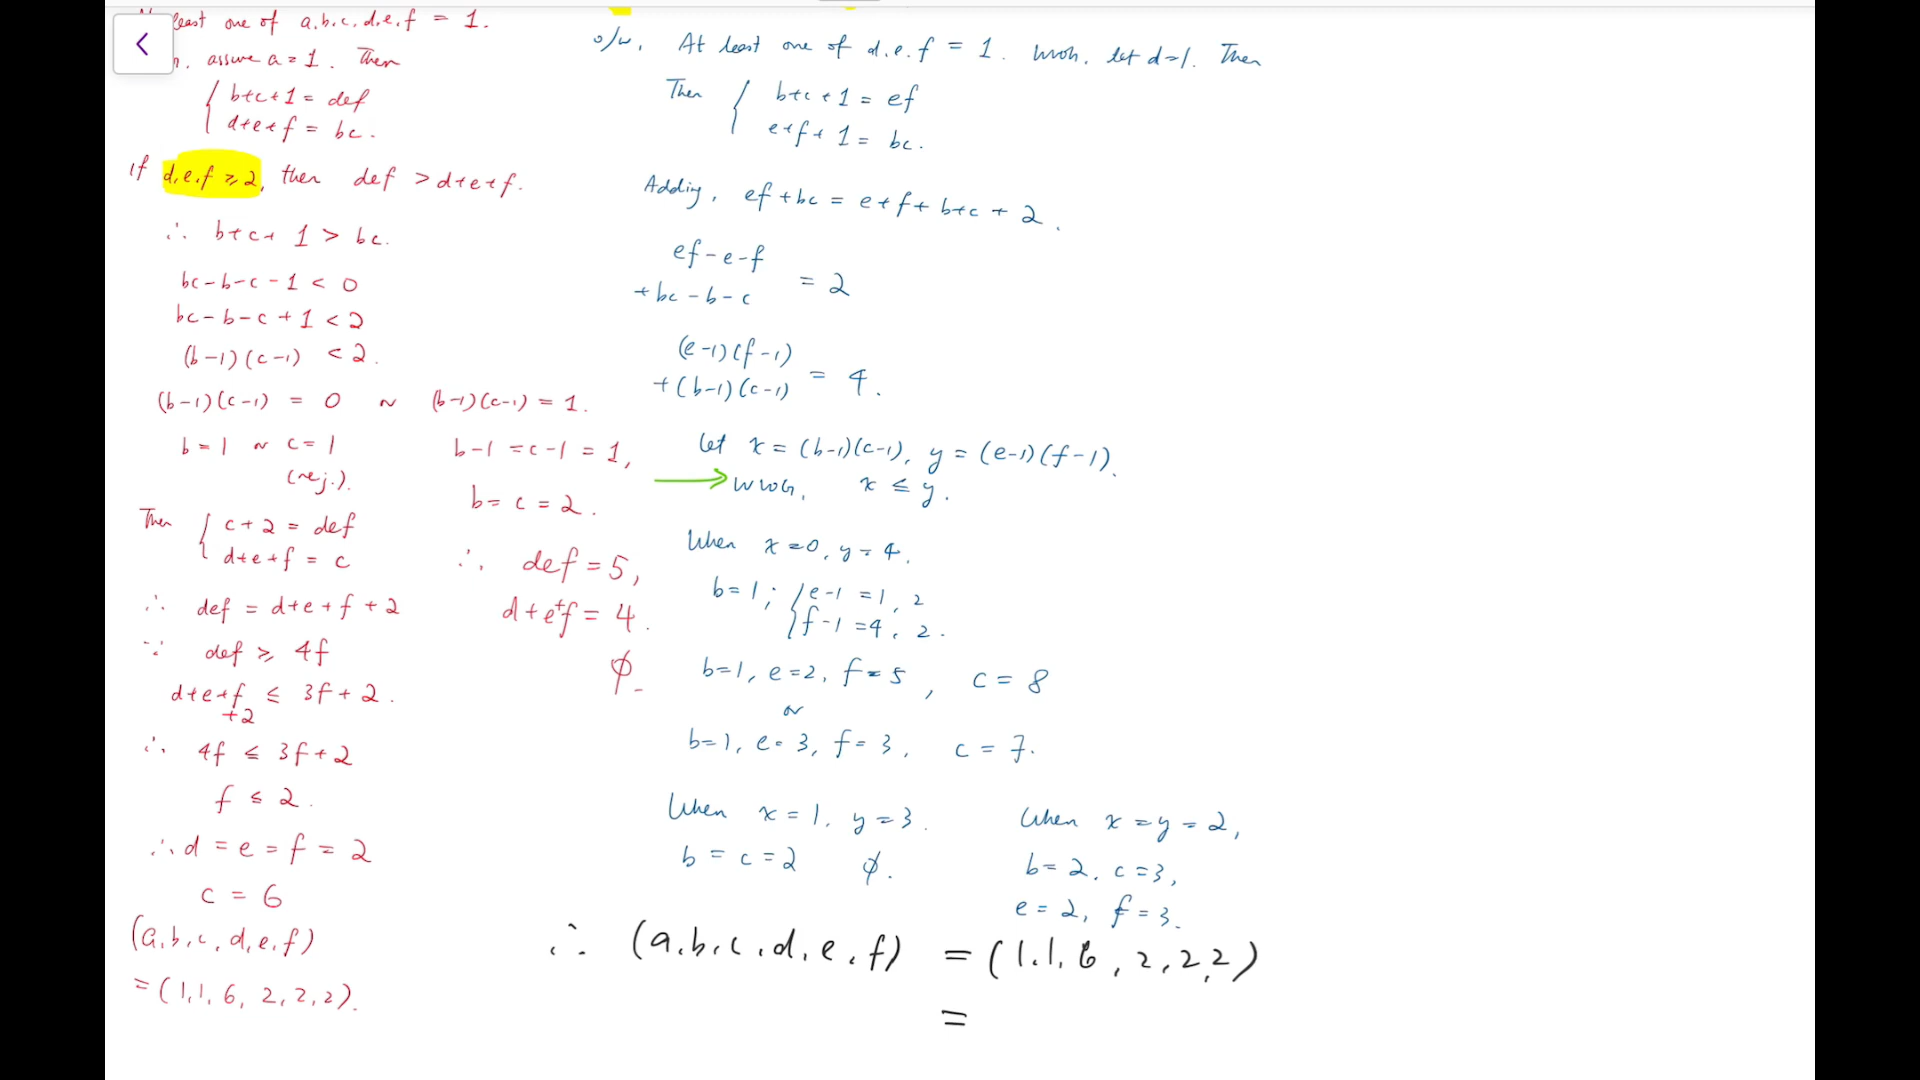 least one of a, b, c, d, e, f = 1.
assume a = 1. Then
{ b+c+1 = def
d+e+f = bc.
If d, e, f ⩾ 2, then def > d+e+f.
∴ b+c+1 > bc.
bc-b-c-1 < 0
bc-b-c+1 < 2
(b-1)(c-1) < 2.
(b-1)(c-1) = 0 or (b-1)(c-1) = 1.
b=1 or c=1
(rej.).
b-1 = c-1 = 1,
b = c = 2.
Then { c+2 = def
d+e+f = c
∴ def = 5,
d+e+f = 4.
φ.
∴ def = d+e+f+2
∵ def ⩾ 4f
d+e+f ≤ 3f+2.
+2
∴ 4f ≤ 3f+2
f ≤ 2.
∴ d = e = f = 2
c = 6
(a, b, c, d, e, f)
= (1, 1, 6, 2, 2, 2).
o/w, At least one of d, e, f = 1. WLOG, let d=1. Then
Then { b+c+1 = ef
e+f+1 = bc.
Adding, ef+bc = e+f+b+c+2.
ef-e-f
+bc-b-c = 2
(e-1)(f-1)
+(b-1)(c-1) = 4.
Let x = (b-1)(c-1), y = (e-1)(f-1).
WLOG, x ≤ y.
When x=0, y=4.
b=1; { e-1 = 1, 2
f-1 = 4, 2.
b=1, e=2, f=5, c=8
or
b=1, e=3, f=3, c=7.
When x=1, y=3.
b = c = 2 φ.
When x=y=2,
b=2, c=3,
e=2, f=3.
∴ (a, b, c, d, e, f) = (1, 1, 6, 2, 2, 2)
=